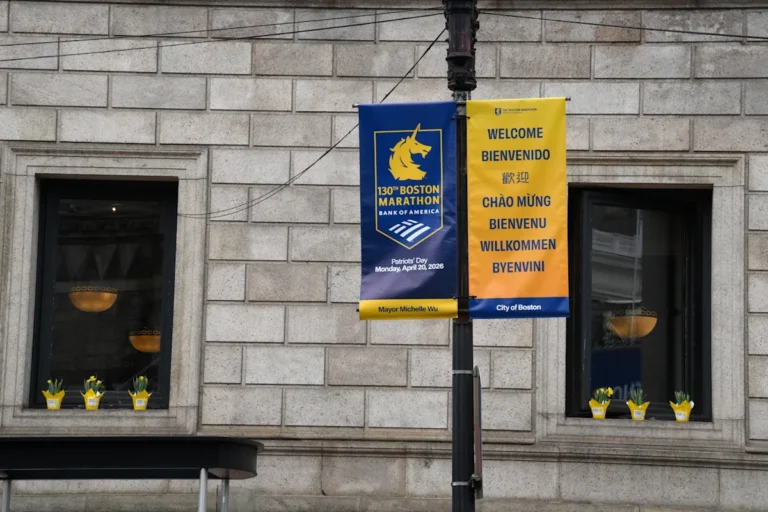 130TH BOSTON
MARATHON
BANK OF AMERICA
Patriots' Day
Monday, April 20, 2026
Mayor Michelle Wu
WELCOME
BIENVENIDO
歡迎
CHÀO MỪNG
BIENVENU
WILLKOMMEN
BYENVINI
City of Boston